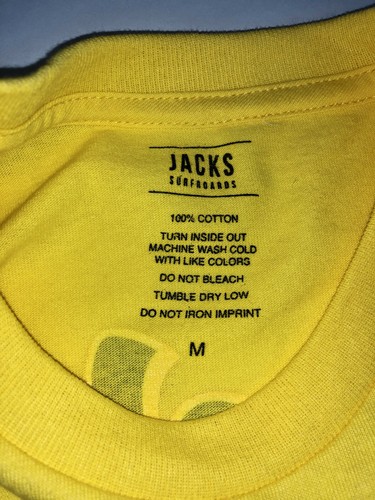 JACKS
SURFBOARDS
100% COTTON
TURN INSIDE OUT
MACHINE WASH COLD
WITH LIKE COLORS
DO NOT BLEACH
TUMBLE DRY LOW
DO NOT IRON IMPRINT
M